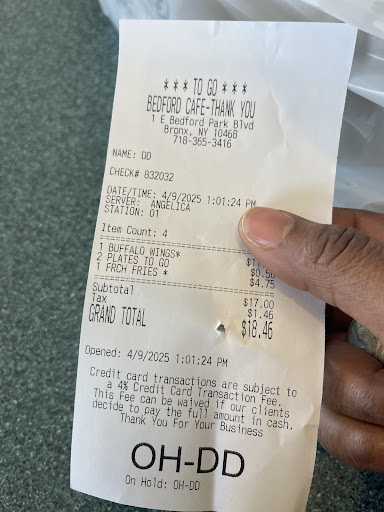 *** TO GO ***
BEDFORD CAFE-THANK YOU
1 E Bedford Park Blvd
Bronx, NY 10468
718-365-3416
NAME: DD
CHECK# 832032
DATE/TIME: 4/9/2025 1:01:24 PM
SERVER: ANGELICA
STATION: 01
Item Count: 4
1 BUFFALO WINGS*
2 PLATES TO GO $0.50
1 FRCH FRIES * $4.75
Subtotal $17.00
Tax $1.46
GRAND TOTAL $18.46
Opened: 4/9/2025 1:01:24 PM
Credit card transactions are subject to
a 4% Credit Card Transaction Fee.
This Fee can be waived if our clients
decide to pay the full amount in cash.
Thank You For Your Business
OH-DD
On Hold: OH-DD